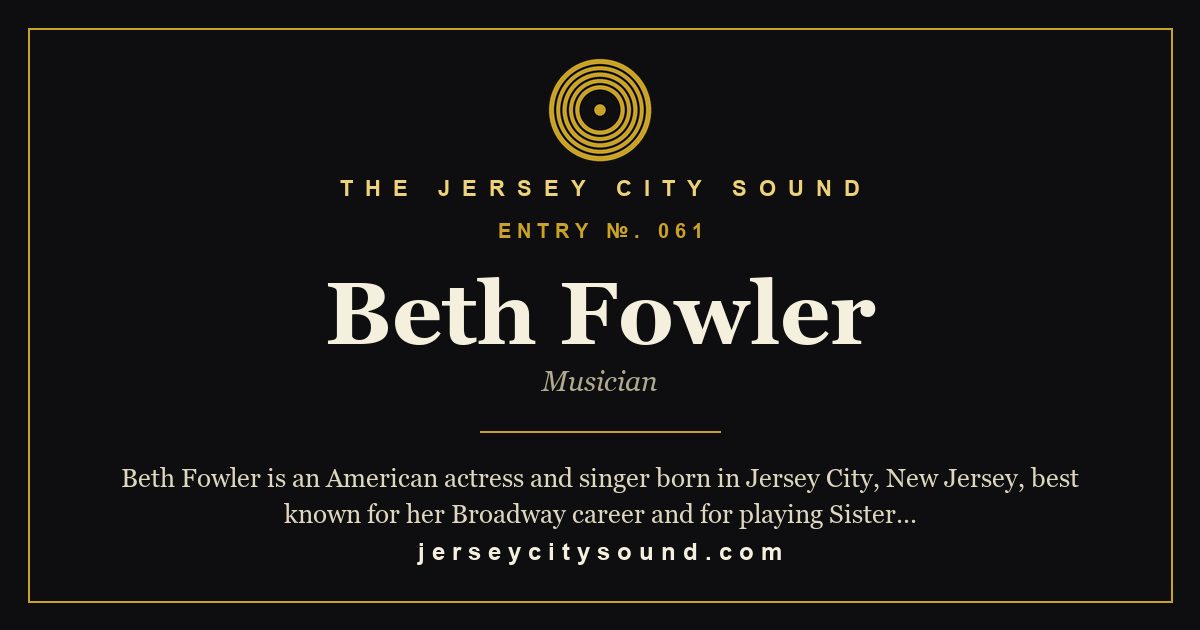 THE JERSEY CITY SOUND
ENTRY №. 061
Beth Fowler
Musician
Beth Fowler is an American actress and singer born in Jersey City, New Jersey, best
known for her Broadway career and for playing Sister...
jerseycitysound.com